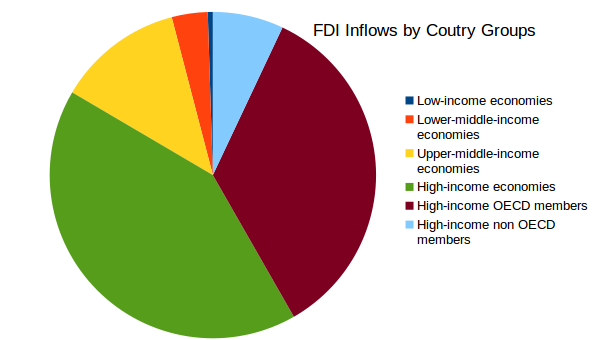 FDI Inflows by Coutry Groups
Low-income economies
Lower-middle-income
economies
Upper-middle-income
economies
High-income economies
High-income OECD members
High-income non OECD
members